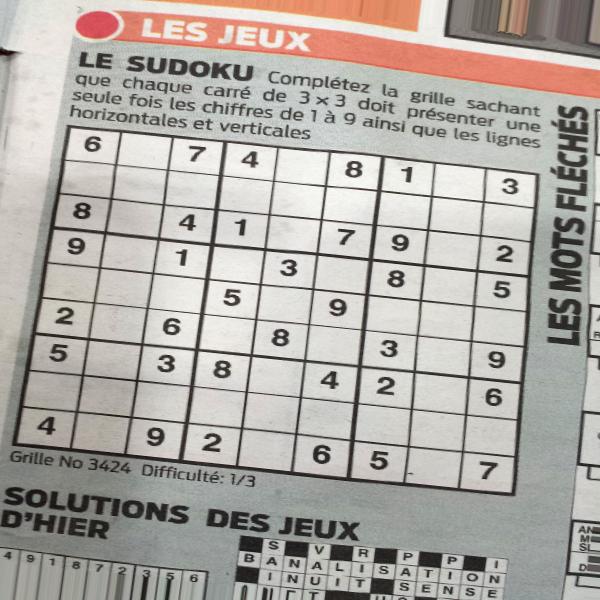 LES JEUX
LE SUDOKU Complétez la grille sachant
que chaque carré de 3 × 3 doit présenter une
seule fois les chiffres de 1 à 9 ainsi que les lignes
horizontales et verticales
6 7 4 8 1 3
8 4 1 7 9 2
9 1 3 8 5
5 9
2 6 8 3 9
5 3 8 4 2 6
4 9 2 6 5 7
Grille No 3424 Difficulté: 1/3
LES MOTS FLÉCHÉS
SOLUTIONS DES JEUX
D'HIER
4 9 1 8 7 2 3 5 6
S V R P P I
B A N A L I S A T I O N
I N U I T S E N S E